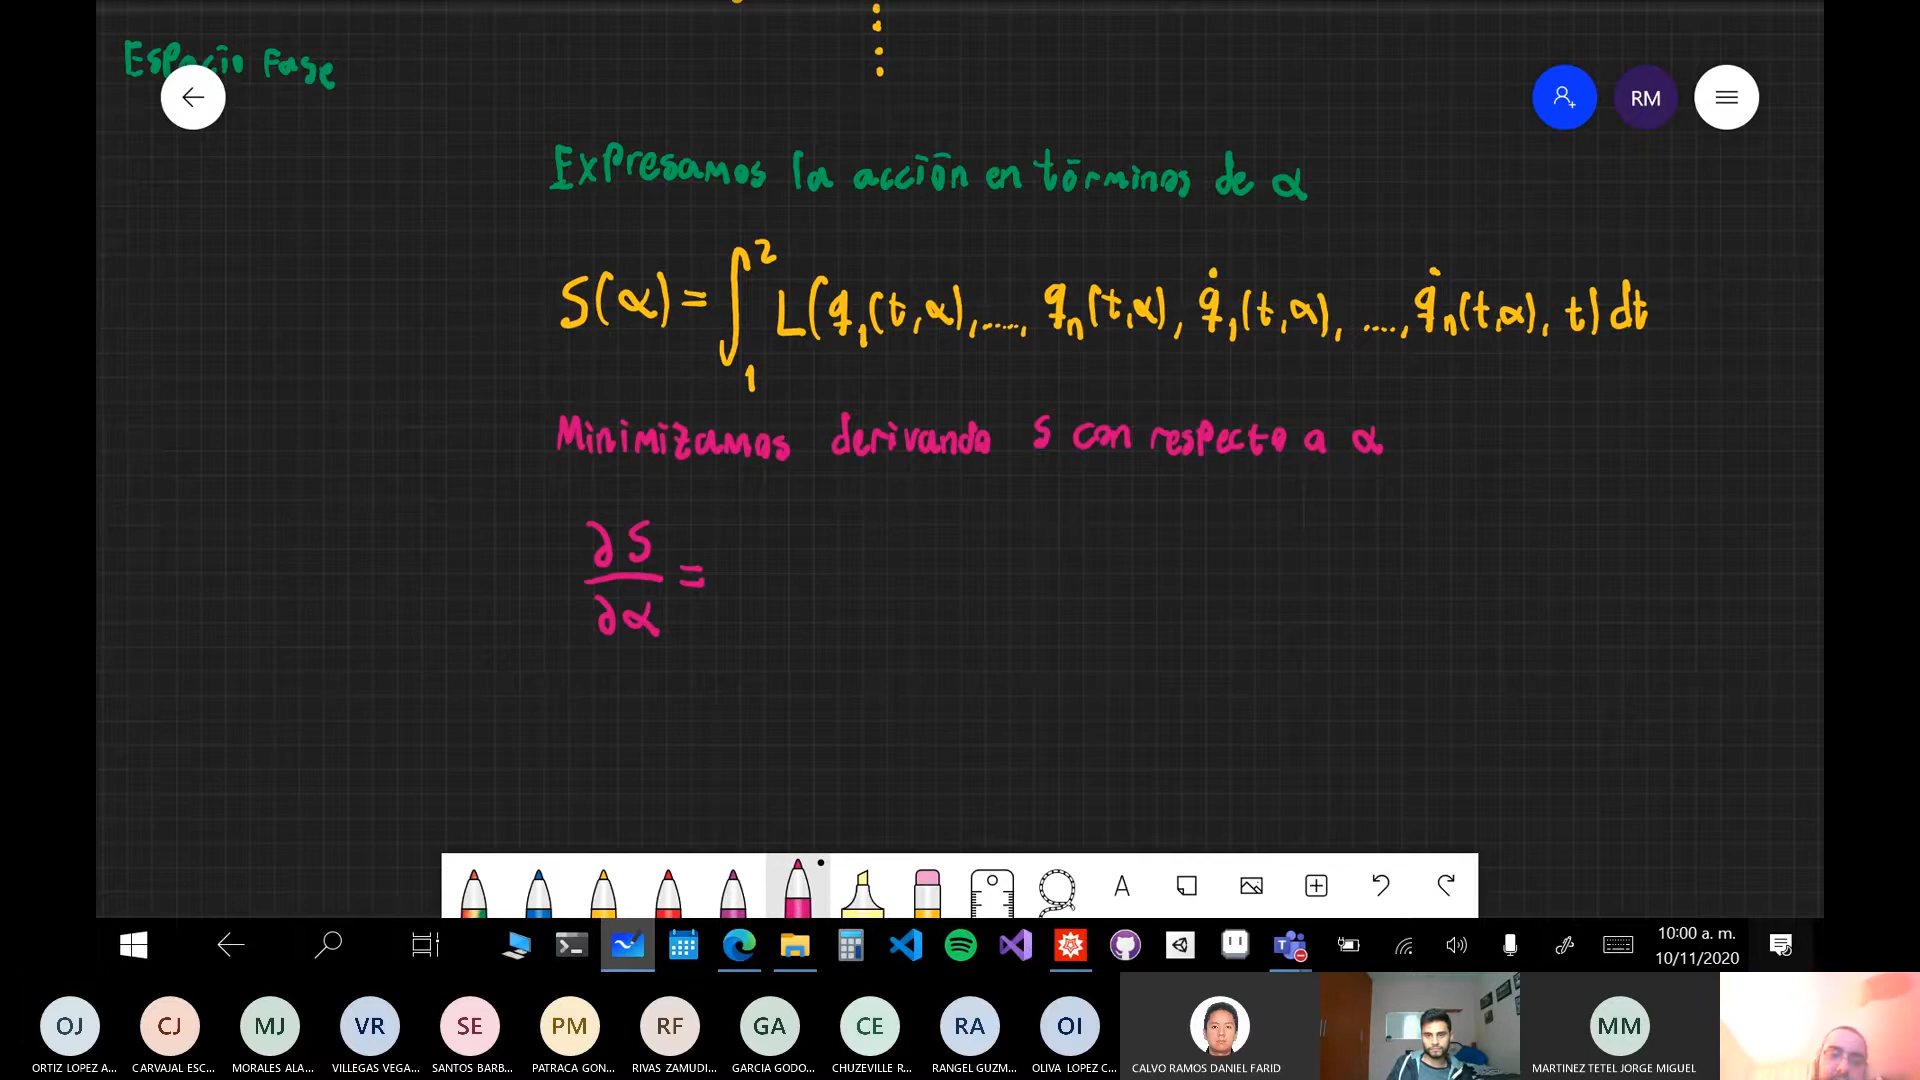 Espacio Fase
RM
Expresamos la acción en términos de α
S(α) = ∫₁² L(q₁(t,α),....., qₙ(t,α), q̇₁(t,α), ....., q̇ₙ(t,α), t) dt
Minimizamos derivando S con respecto a α
∂S/∂α =
A
10:00 a. m.
10/11/2020
OJ CJ MJ VR SE PM RF GA CE RA OI MM
ORTIZ LOPEZ A... CARVAJAL ESC... MORALES ALA... VILLEGAS VEGA... SANTOS BARB... PATRACA GON... RIVAS ZAMUDI... GARCIA GODO... CHUZEVILLE R... RANGEL GUZM... OLIVA LOPEZ C... CALVO RAMOS DANIEL FARID MARTINEZ TETEL JORGE MIGUEL